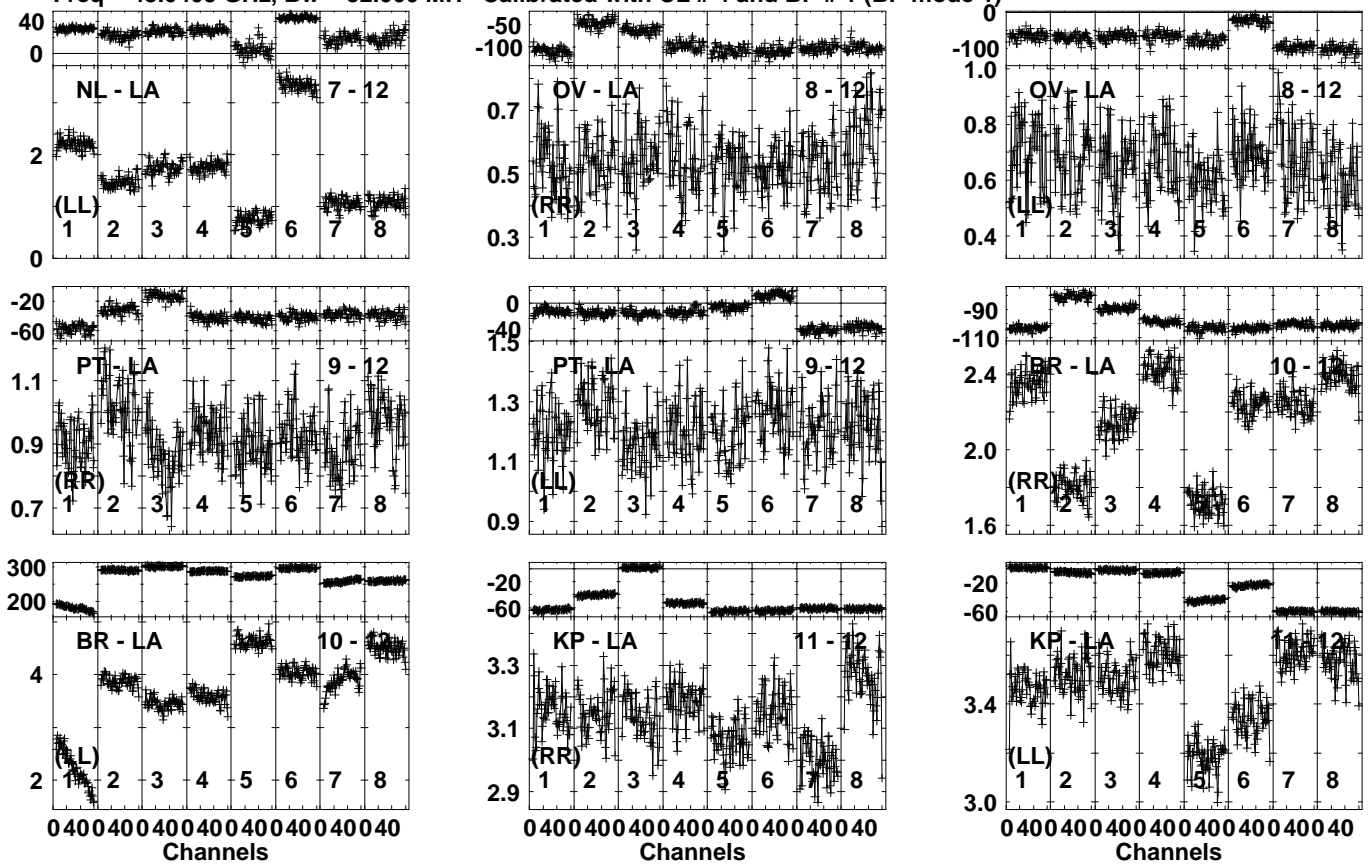 40
0
NL - LA 7 - 12
2
0
(LL)
1 2 3 4 5 6 7 8
-50
-100
OV - LA 8 - 12
0.7
0.5
0.3
(RR)
1 2 3 4 5 6 7 8
0
-100
1.0
OV - LA 8 - 12
0.8
0.6
0.4
(LL)
1 2 3 4 5 6 7 8
-20
-60
PT - LA 9 - 12
1.1
0.9
0.7
(RR)
1 2 3 4 5 6 7 8
0
-40
1.5
PT - LA 9 - 12
1.3
1.1
0.9
(LL)
1 2 3 4 5 6 7 8
-90
-110
BR - LA 10 - 12
2.4
2.0
1.6
(RR)
1 2 3 4 5 6 7 8
300
200
BR - LA 10 - 12
4
2
(LL)
1 2 3 4 5 6 7 8
0 40 0 40 0 40 0 40 0 40 0 40 0 40 0 40
Channels
-20
-60
KP - LA 11 - 12
3.3
3.1
2.9
(RR)
1 2 3 4 5 6 7 8
0 40 0 40 0 40 0 40 0 40 0 40 0 40 0 40
Channels
-20
-60
KP - LA 11 - 12
3.4
3.0
(LL)
1 2 3 4 5 6 7 8
0 40 0 40 0 40 0 40 0 40 0 40 0 40 0 40
Channels